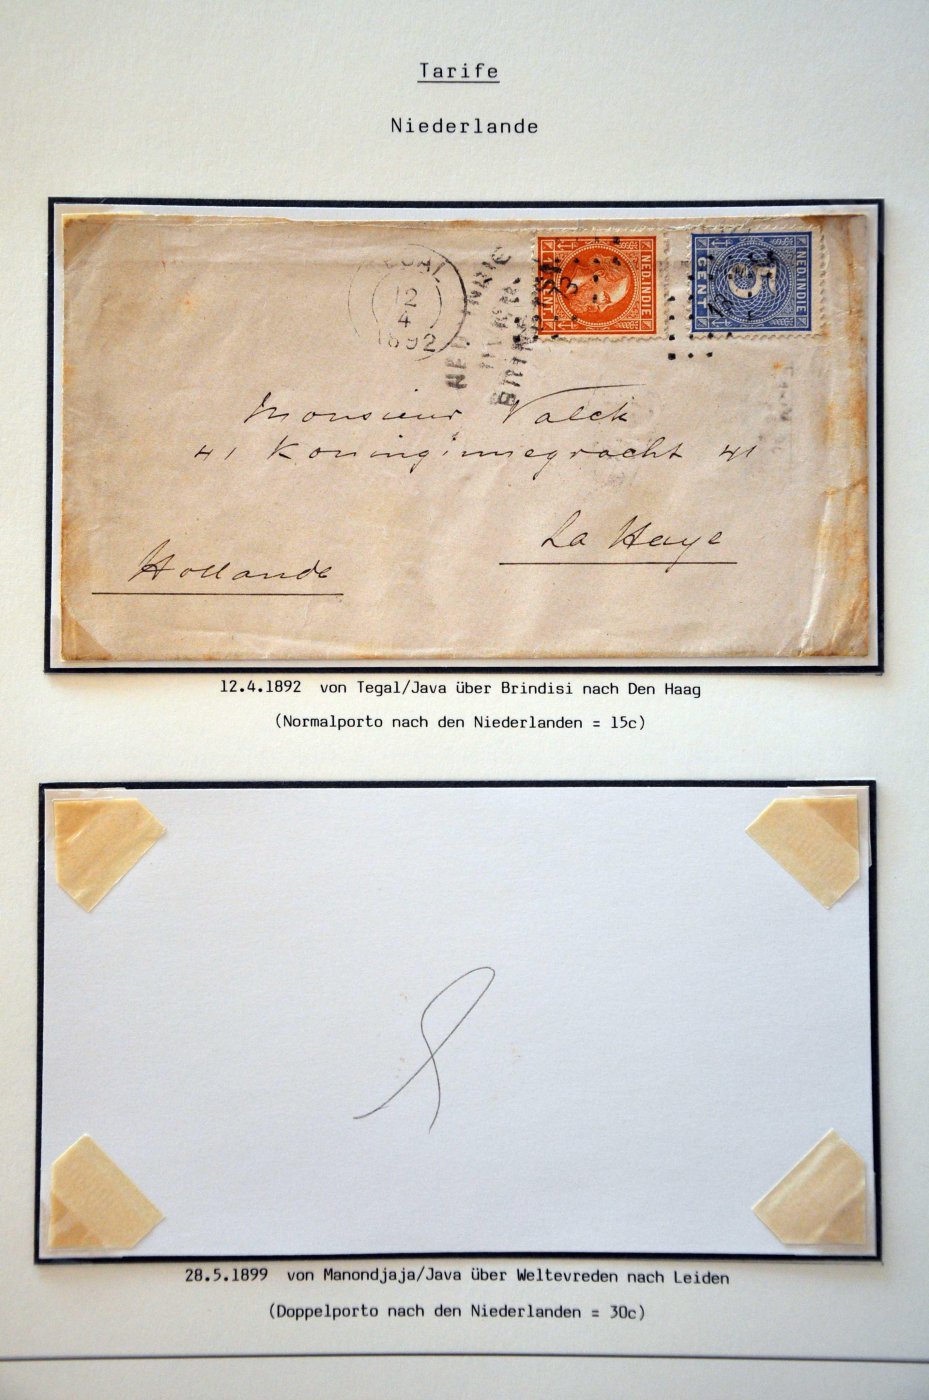 Tarife
Niederlande
12
4
1892
NED. INDIE
CENT
NED. INDIE
5
CENT
Monsieur Valck
41 Koninginnegracht 41
La Haye
Hollande
12.4.1892 von Tegal/Java über Brindisi nach Den Haag
(Normalporto nach den Niederlanden = 15c)
28.5.1899 von Manondjaja/Java über Weltevreden nach Leiden
(Doppelporto nach den Niederlanden = 30c)